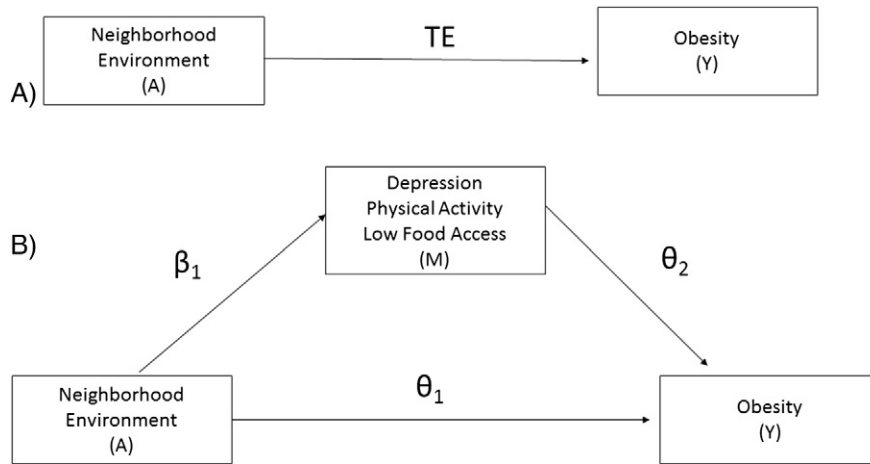 Neighborhood
Environment
(A)
TE
Obesity
(Y)
A)
Depression
Physical Activity
Low Food Access
(M)
B)
β1
θ2
Neighborhood
Environment
(A)
θ1
Obesity
(Y)